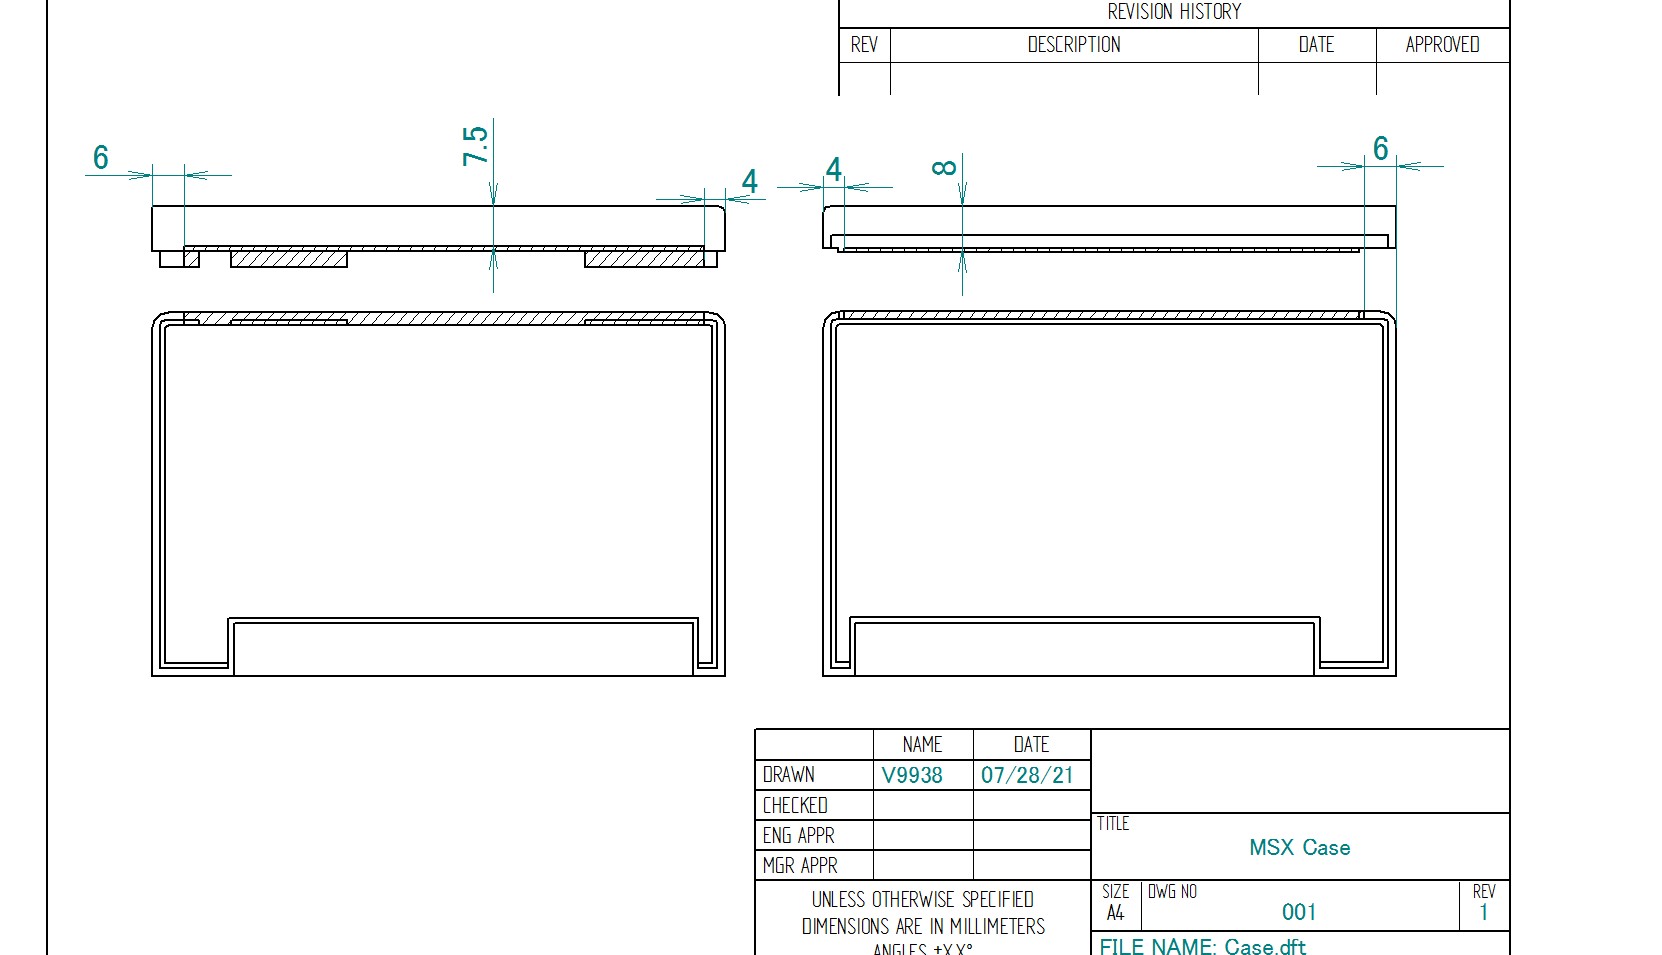 REVISION HISTORY
REV DESCRIPTION DATE APPROVED
6 7.5 4 4 8 6
NAME DATE
DRAWN V9938 07/28/21
CHECKED
ENG APPR
MGR APPR
TITLE
MSX Case
SIZE DWG NO REV
A4 001 1
UNLESS OTHERWISE SPECIFIED
DIMENSIONS ARE IN MILLIMETERS
ANGLES ±X.X°
FILE NAME: Case.dft